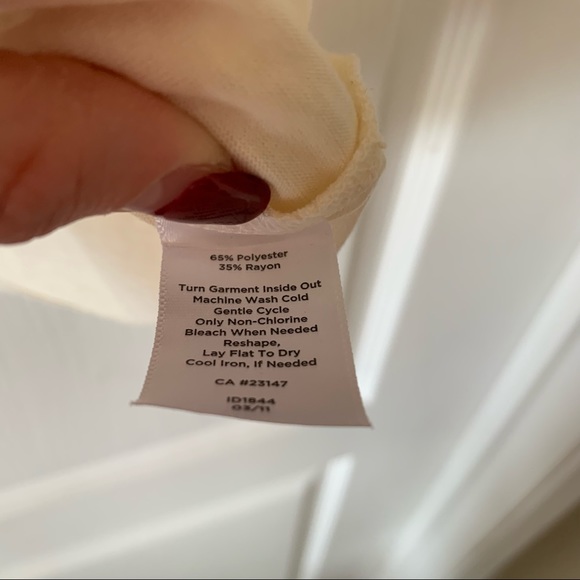 65% Polyester
35% Rayon
Turn Garment Inside Out
Machine Wash Cold
Gentle Cycle
Only Non-Chlorine
Bleach When Needed
Reshape,
Lay Flat To Dry
Cool Iron, If Needed
CA #23147
ID1844
03/11